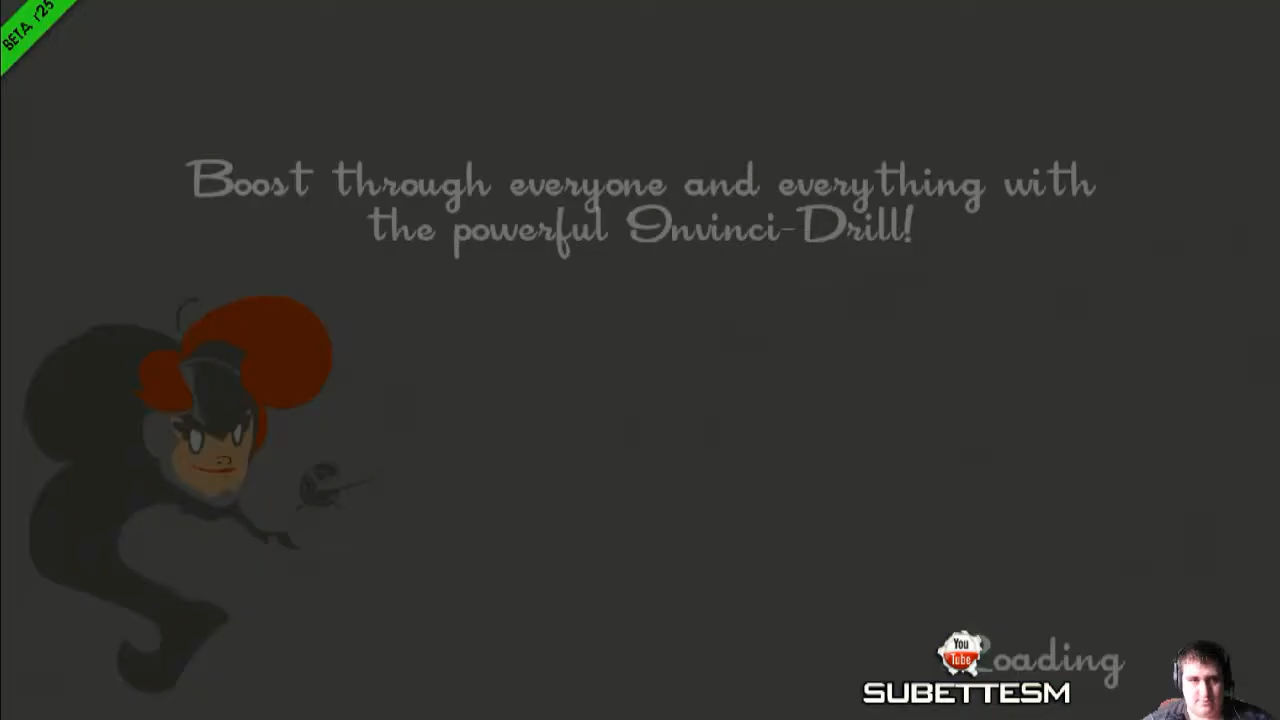 BETA r25
Boost through everyone and everything with
the powerful Invinci-Drill!
You
Tube
Loading
SUBETTESM